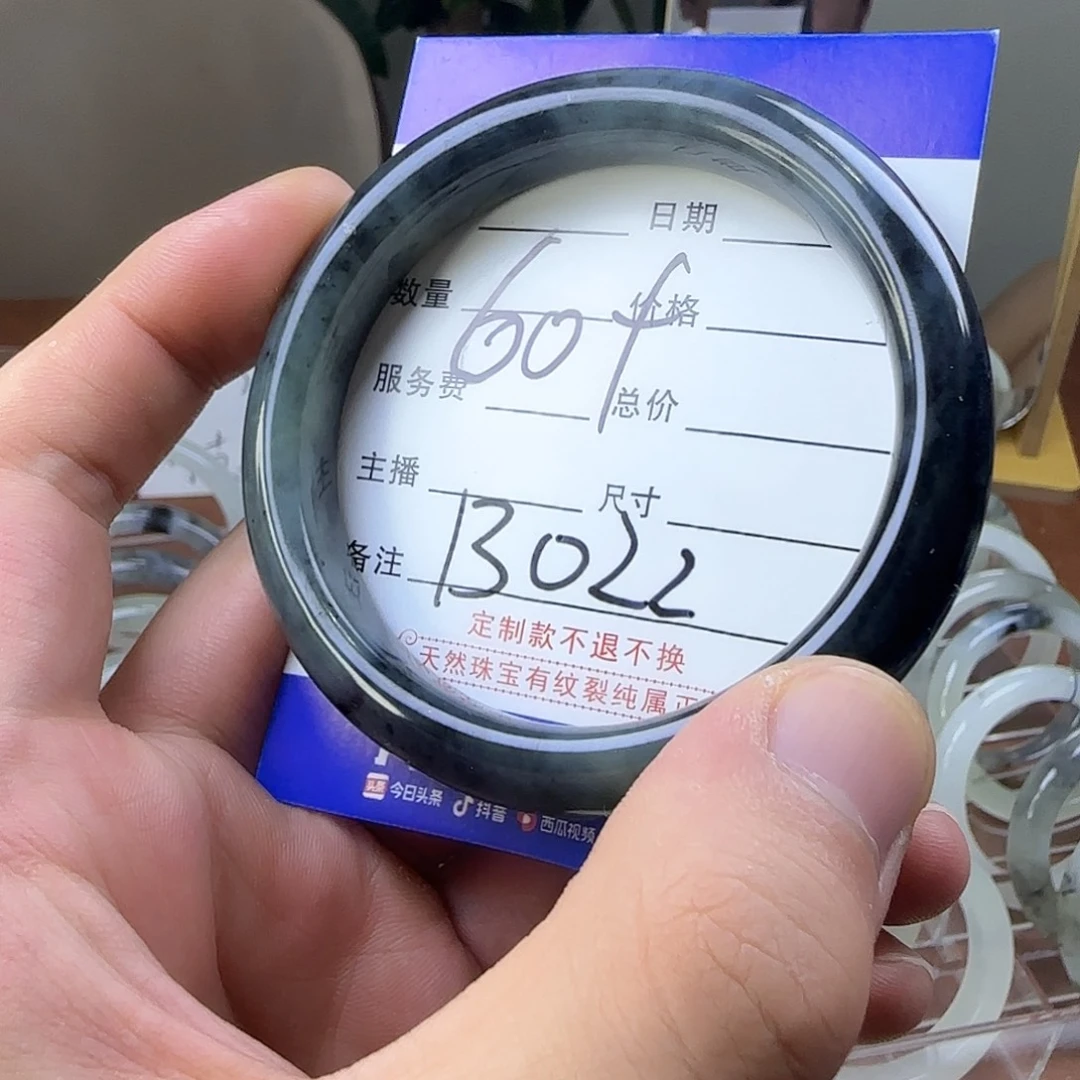 日期
数量 价格
60f
服务费 总价
主播 尺寸
备注 13022
定制款不退不换
天然珠宝有纹裂纯属正
今日头条 抖音 西瓜视频